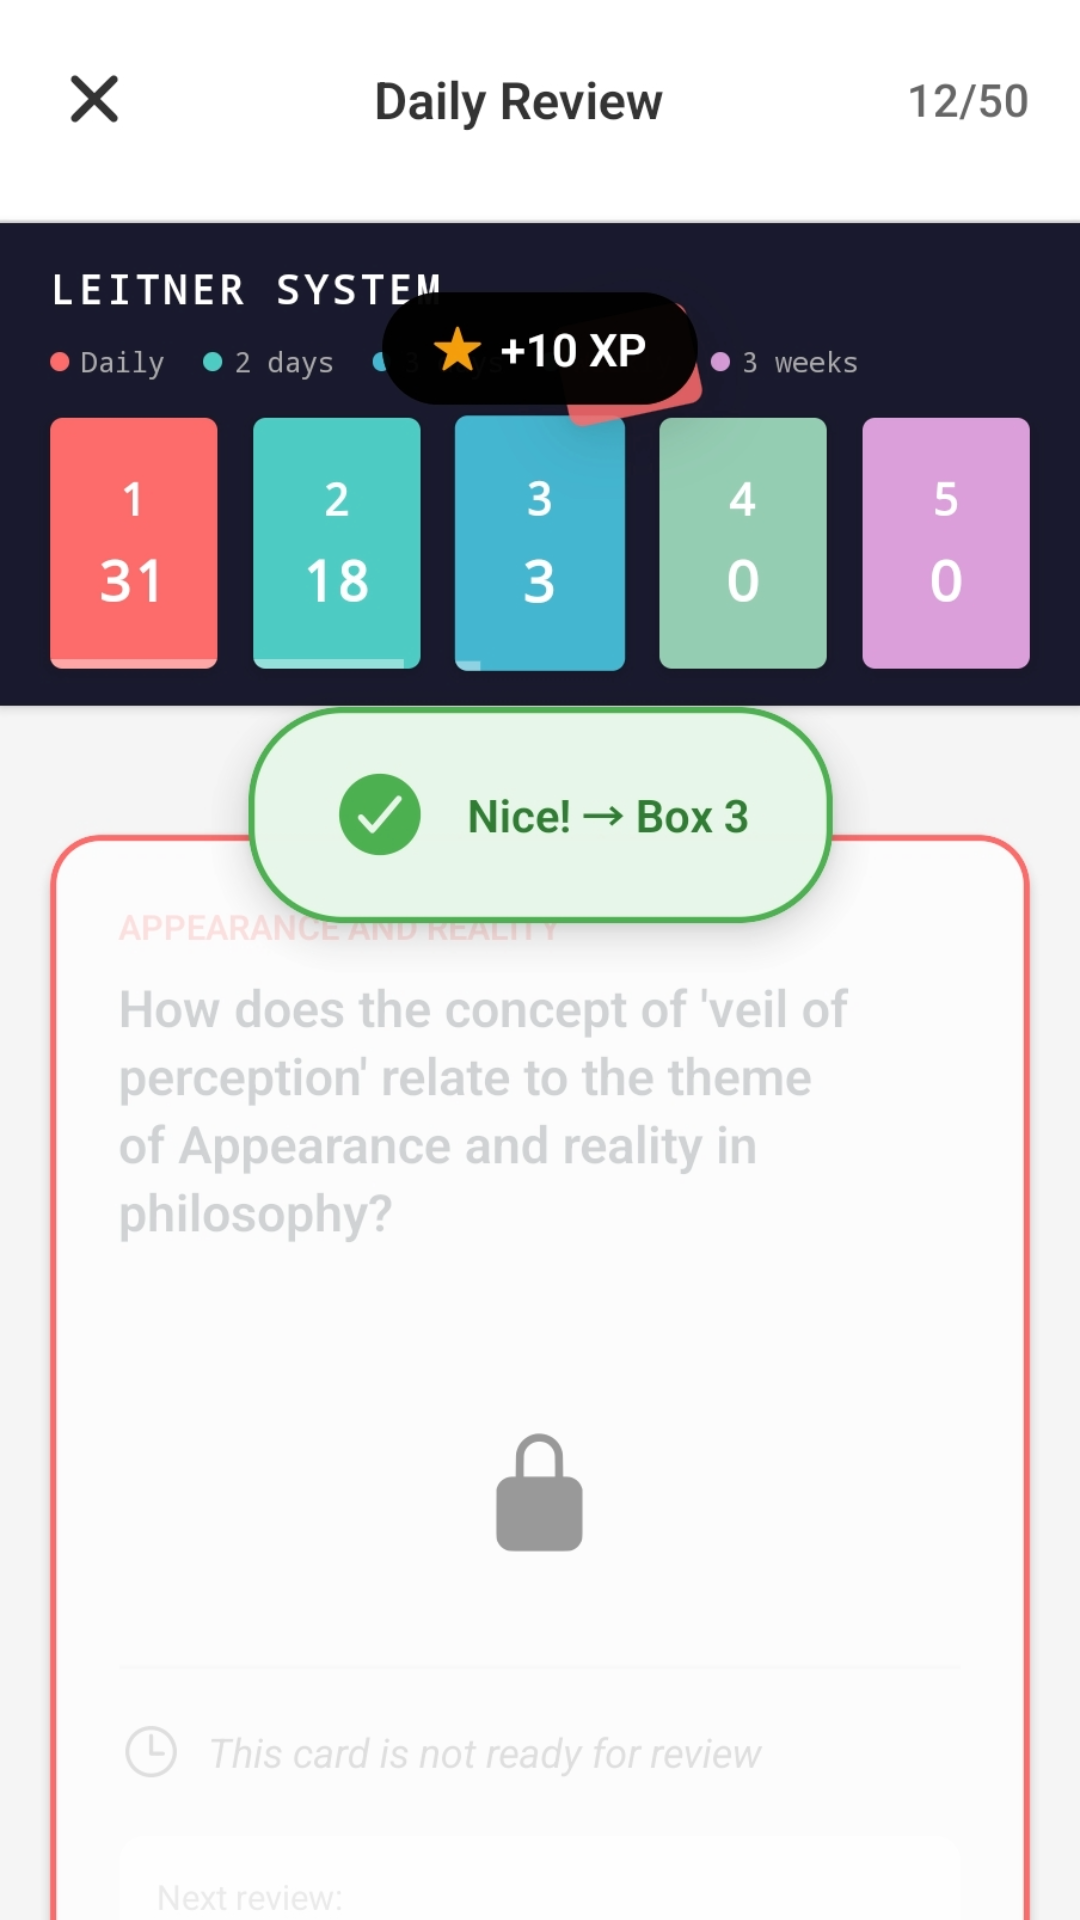 Daily Review
12/50
LEITNER SYSTEM
Daily 2 days 3 days 3 weeks
1 2 3 4 5
31 18 3 0 0
+10 XP
Nice! → Box 3
APPEARANCE AND REALITY
How does the concept of 'veil of
perception' relate to the theme
of Appearance and reality in
philosophy?
This card is not ready for review
Next review: